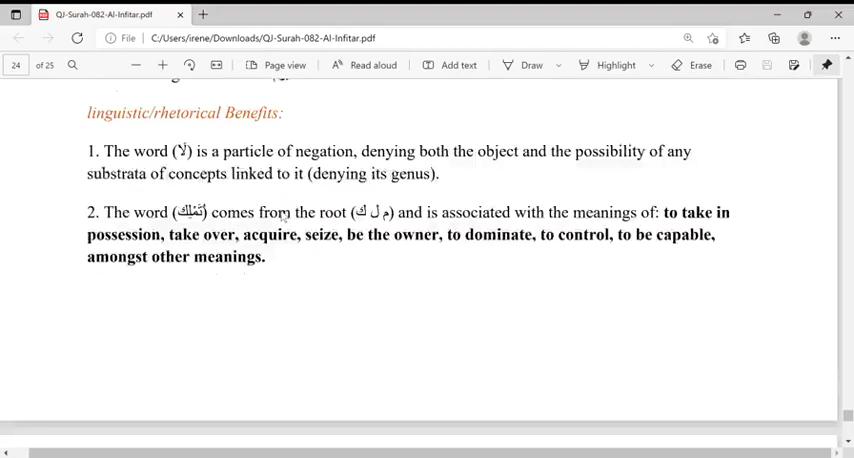 QJ-Surah-082-Al-Infitar.pdf
File C:/Users/irene/Downloads/QJ-Surah-082-Al-Infitar.pdf
24 of 25 Page view Read aloud Add text Draw Highlight Erase
linguistic/rhetorical Benefits:
1. The word (لَا) is a particle of negation, denying both the object and the possibility of any
substrata of concepts linked to it (denying its genus).
2. The word (تَمْلِكُ) comes from the root (م ل ك) and is associated with the meanings of: to take in
possession, take over, acquire, seize, be the owner, to dominate, to control, to be capable,
amongst other meanings.